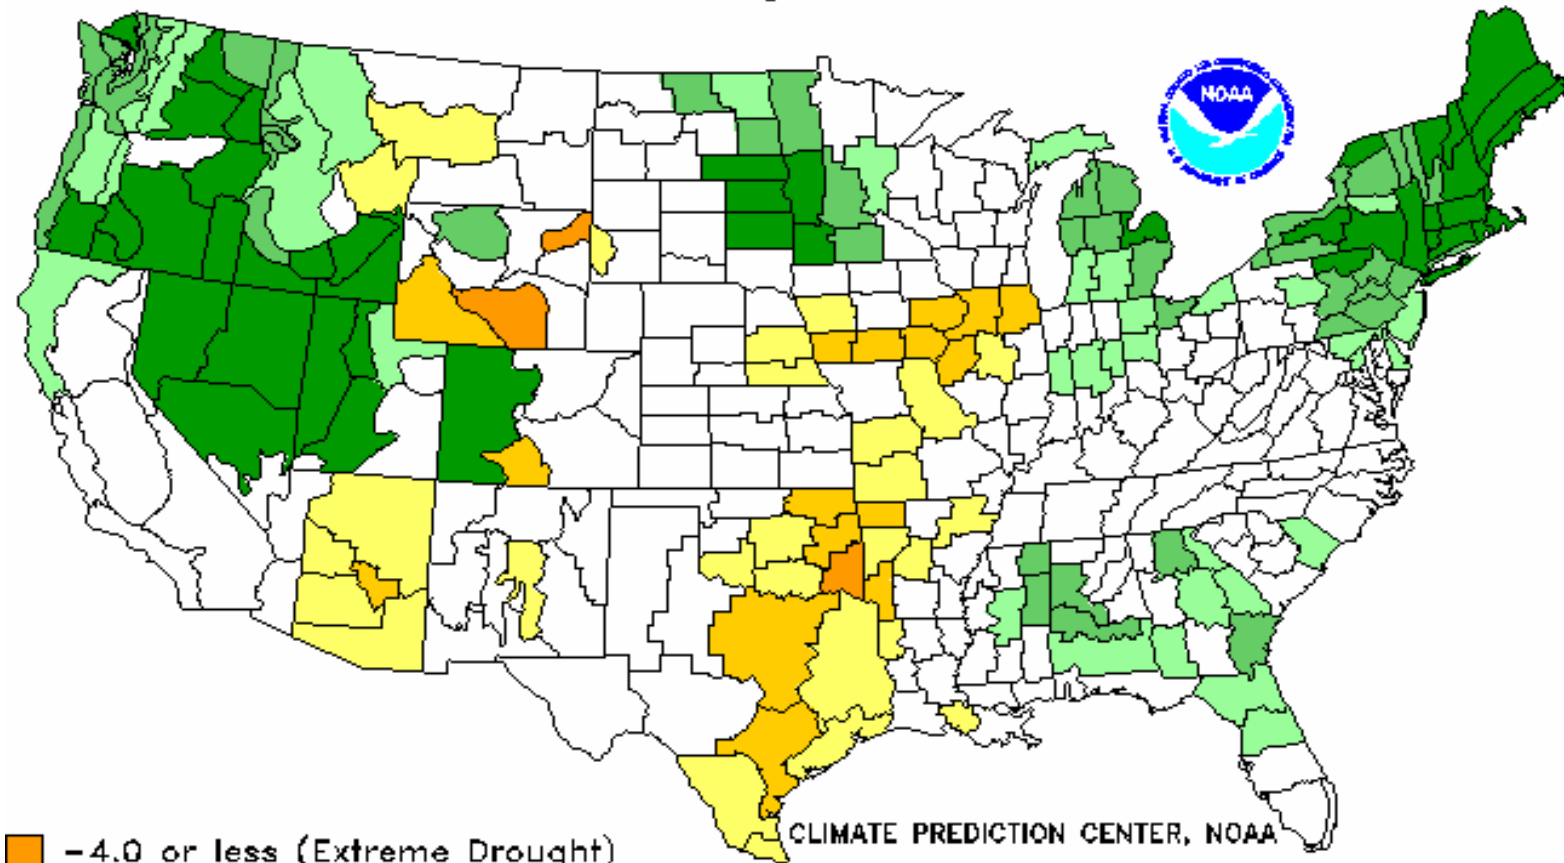 NOAA
CLIMATE PREDICTION CENTER, NOAA
-4.0 or less (Extreme Drought)